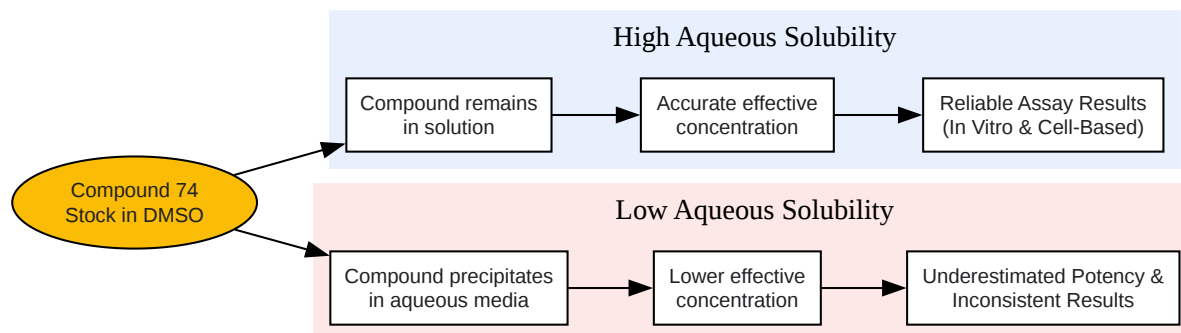 High Aqueous Solubility
Compound remains
in solution
Accurate effective
concentration
Reliable Assay Results
(In Vitro & Cell-Based)
Compound 74
Stock in DMSO
Low Aqueous Solubility
Compound precipitates
in aqueous media
Lower effective
concentration
Underestimated Potency &
Inconsistent Results